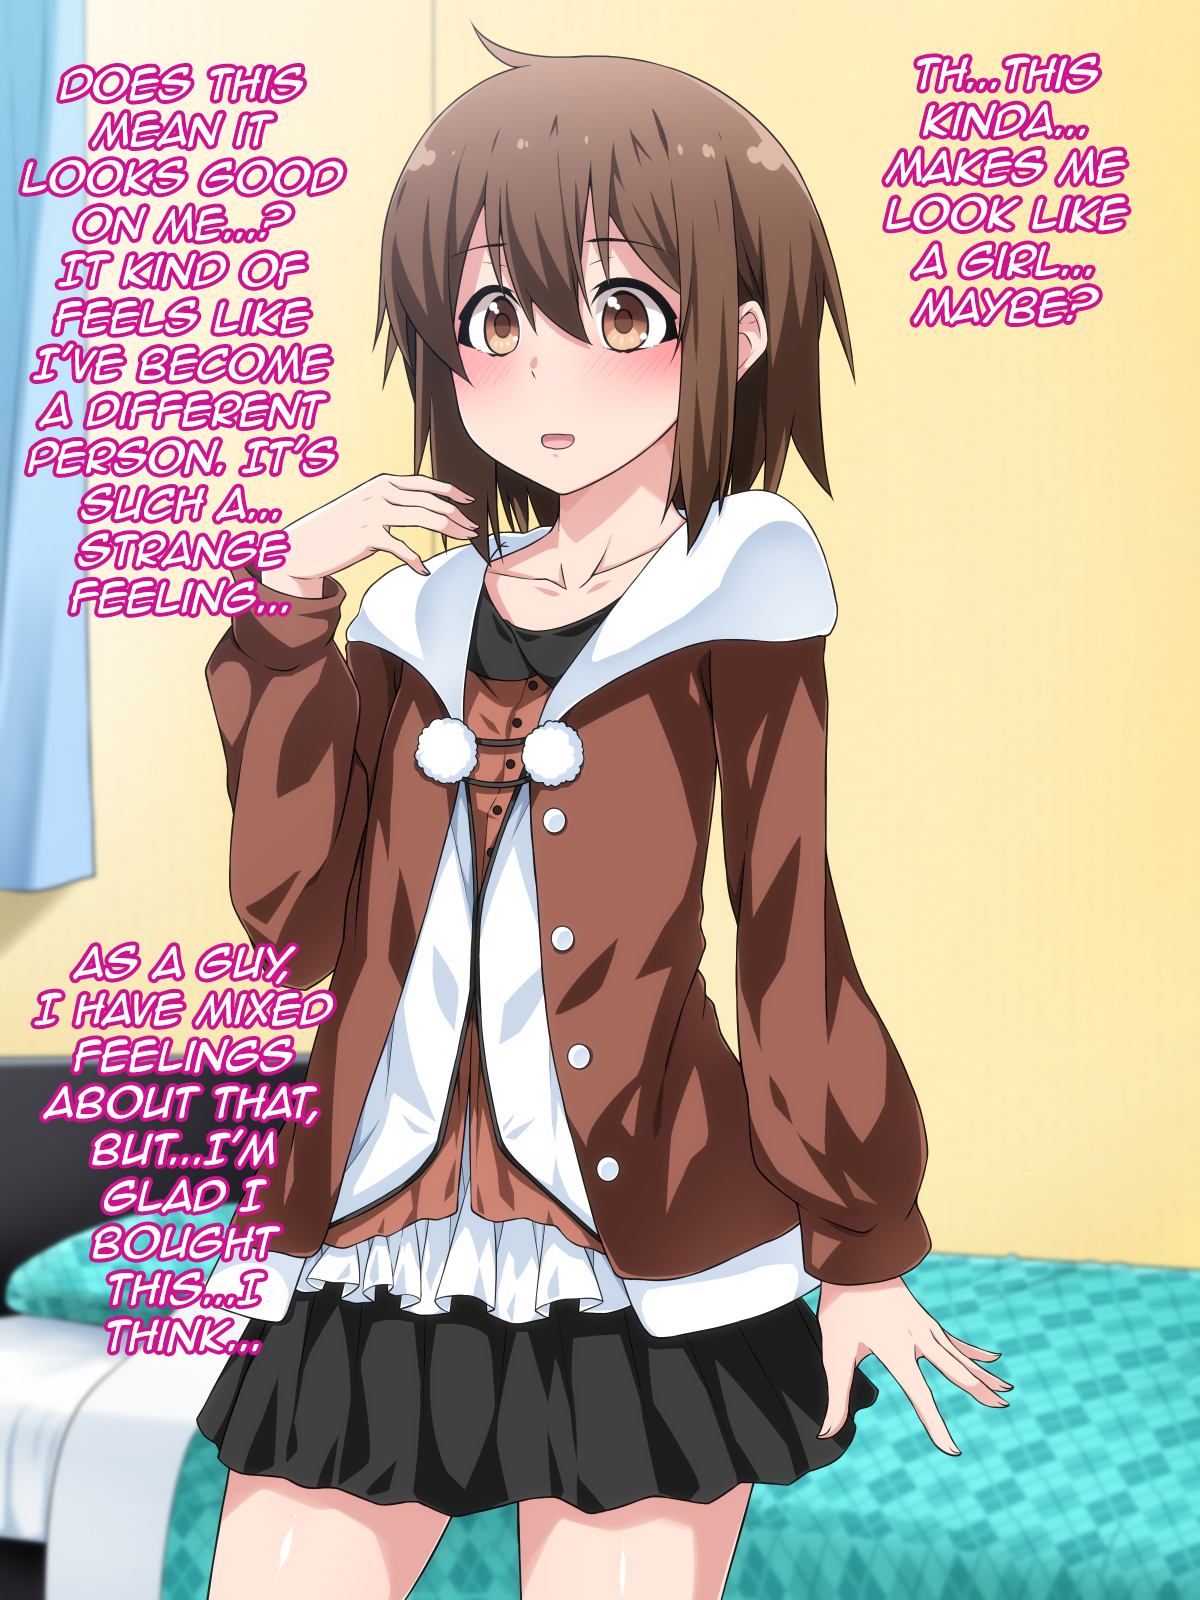 TH...THIS
KINDA...
MAKES ME
LOOK LIKE
A GIRL...
MAYBE?
DOES THIS
MEAN IT
LOOKS GOOD
ON ME...?
IT KIND OF
FEELS LIKE
I'VE BECOME
A DIFFERENT
PERSON. IT'S
SUCH A...
STRANGE
FEELING...
AS A GUY,
I HAVE MIXED
FEELINGS
ABOUT THAT,
BUT...I'M
GLAD I
BOUGHT
THIS...I
THINK...